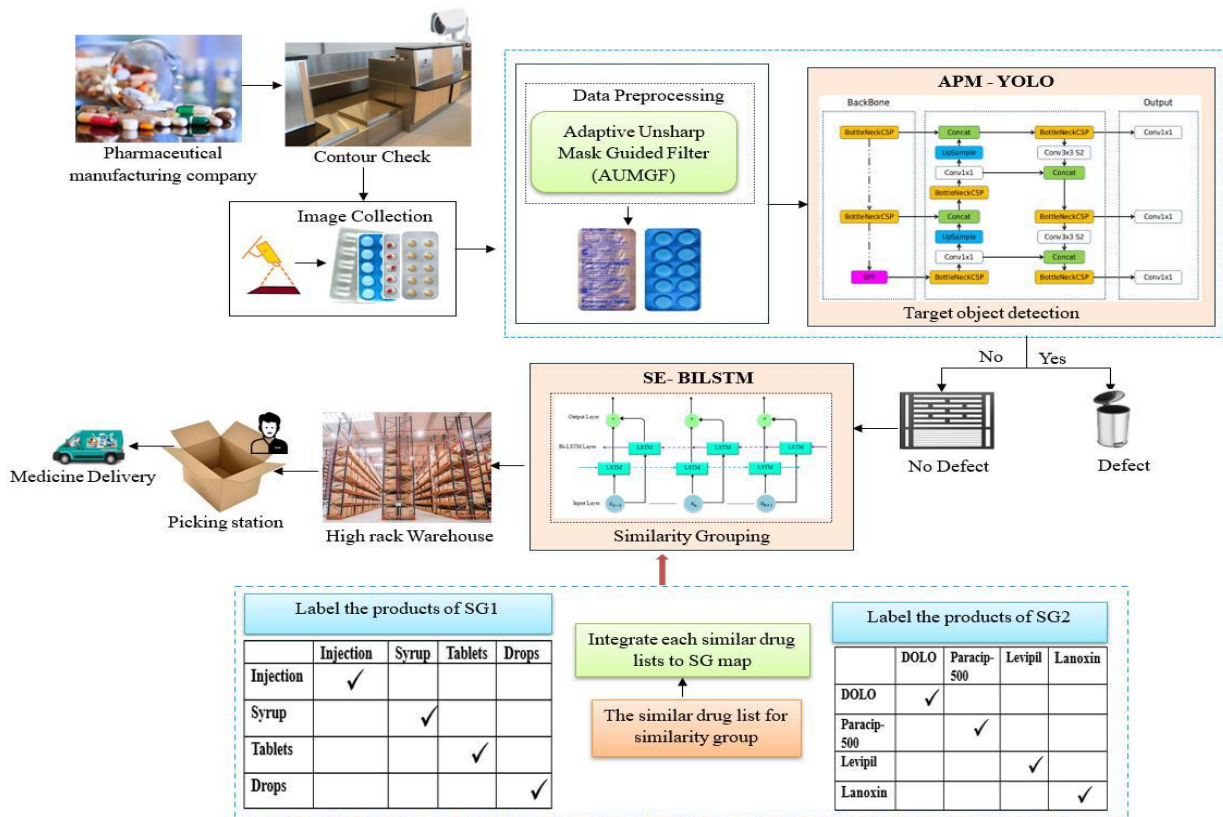 Pharmaceutical
manufacturing company
Contour Check
Image Collection
Data Preprocessing
Adaptive Unsharp
Mask Guided Filter
(AUMGF)
APM - YOLO
BackBone
Output
BottleNeckCSP
Concat
BottleNeckCSP
Conv1x1
UpSample
Conv3x3 S2
Conv1x1
Concat
BottleNeckCSP
BottleNeckCSP
Concat
BottleNeckCSP
Conv1x1
UpSample
Conv3x3 S2
Conv1x1
Concat
SPP
BottleNeckCSP
BottleNeckCSP
Conv1x1
Target object detection
No
Yes
No Defect
Defect
SE- BILSTM
Output Layer
Bi-LSTM Layer
LSTM
LSTM
LSTM
LSTM
LSTM
LSTM
Input Layer
Similarity Grouping
High rack Warehouse
Picking station
Medicine Delivery
Label the products of SG1
Injection Syrup Tablets Drops
Injection ✓
Syrup ✓
Tablets ✓
Drops ✓
Integrate each similar drug
lists to SG map
The similar drug list for
similarity group
Label the products of SG2
DOLO Paracip- Levipil Lanoxin
500
DOLO ✓
Paracip- ✓
500
Levipil ✓
Lanoxin ✓